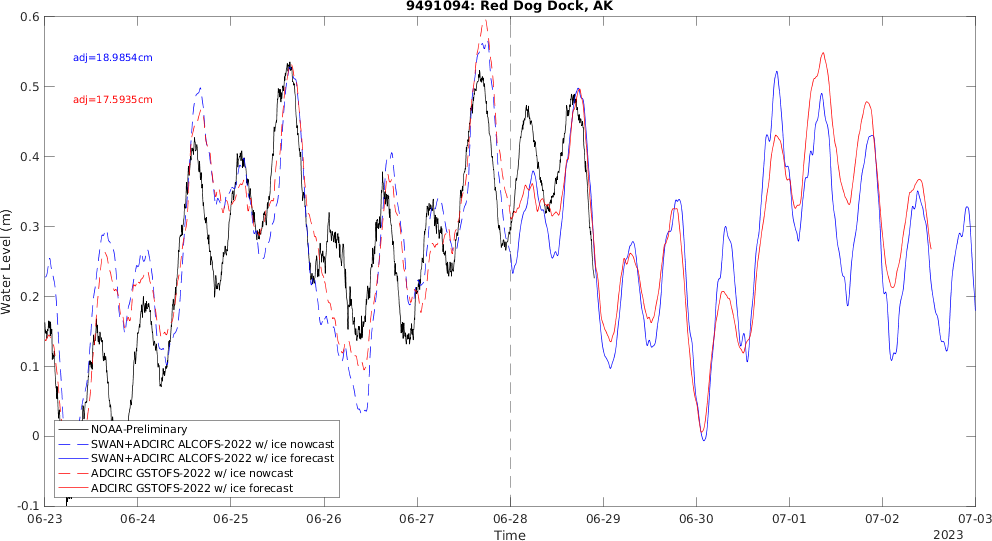 9491094: Red Dog Dock, AK
adj=18.9854cm
adj=17.5935cm
Water Level (m)
0.6
0.5
0.4
0.3
0.2
0.1
0
-0.1
NOAA-Preliminary
SWAN+ADCIRC ALCOFS-2022 w/ ice nowcast
SWAN+ADCIRC ALCOFS-2022 w/ ice forecast
ADCIRC GSTOFS-2022 w/ ice nowcast
ADCIRC GSTOFS-2022 w/ ice forecast
06-23 06-24 06-25 06-26 06-27 06-28 06-29 06-30 07-01 07-02 07-03
Time
2023